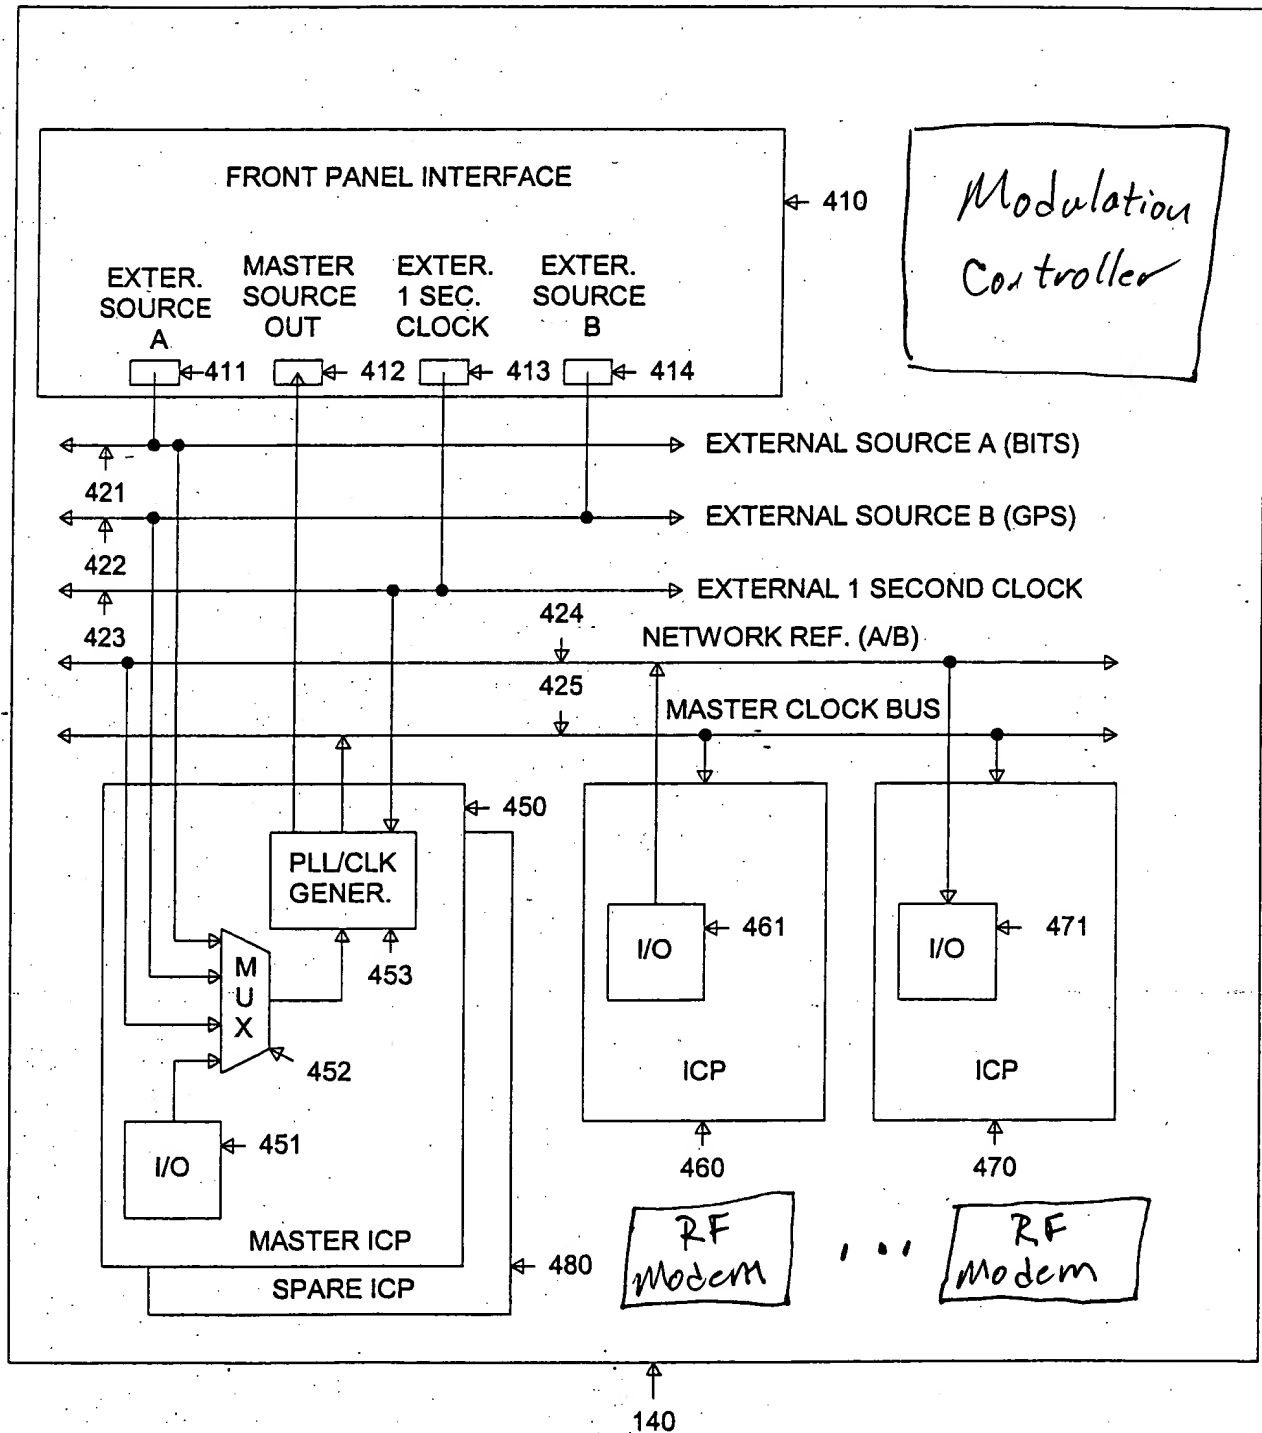 FRONT PANEL INTERFACE
410
Modulation
Controller
EXTER.
SOURCE
A
MASTER
SOURCE
OUT
EXTER.
1 SEC.
CLOCK
EXTER.
SOURCE
B
411
412
413
414
EXTERNAL SOURCE A (BITS)
421
EXTERNAL SOURCE B (GPS)
422
EXTERNAL 1 SECOND CLOCK
423
424
NETWORK REF. (A/B)
425
MASTER CLOCK BUS
450
PLL/CLK
GENER.
453
M
U
X
452
I/O
451
MASTER ICP
SPARE ICP
480
I/O
461
ICP
460
I/O
471
ICP
470
RF
Modem
...
RF
Modem
140